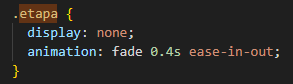 .etapa {
  display: none;
  animation: fade 0.4s ease-in-out;
}